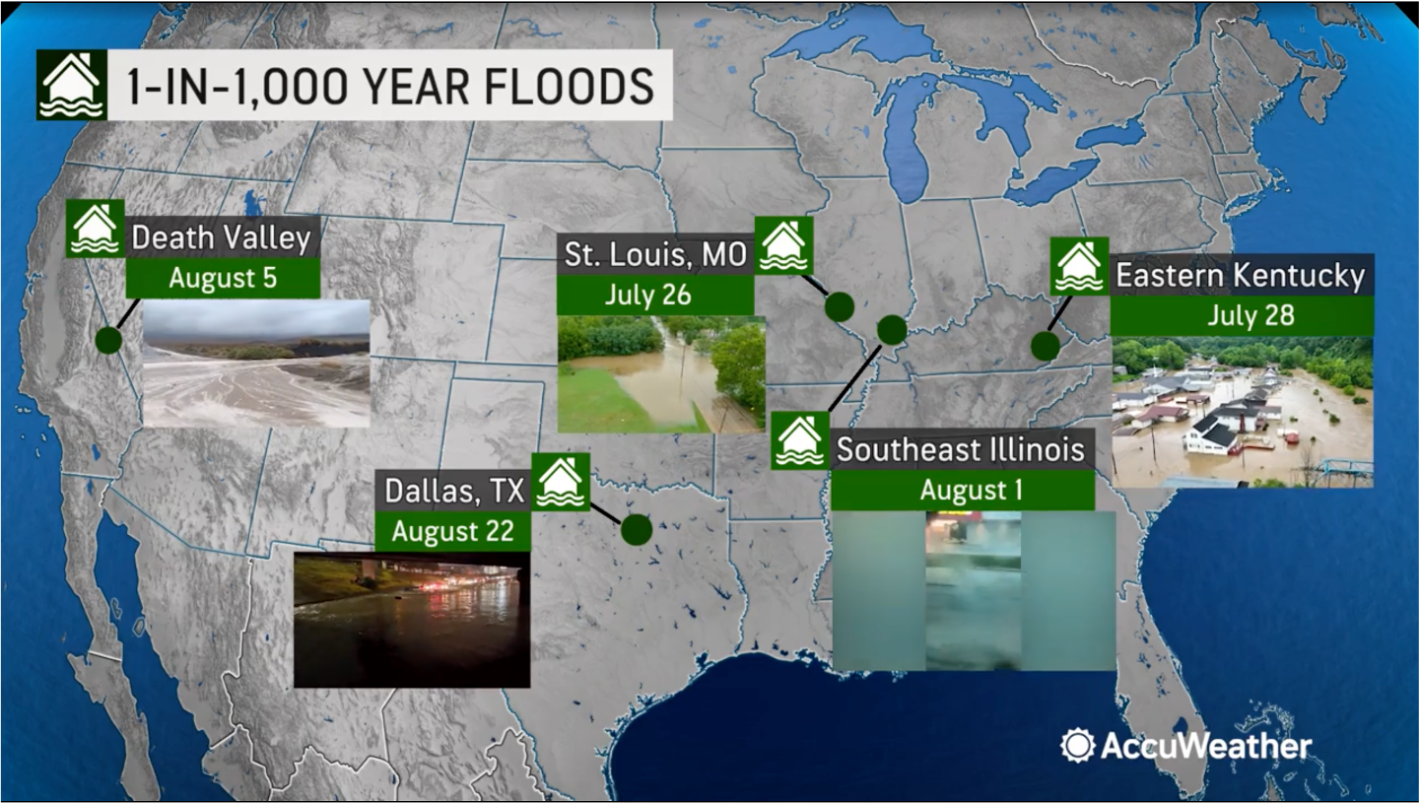 1-IN-1,000 YEAR FLOODS
Death Valley
August 5
St. Louis, MO
July 26
Eastern Kentucky
July 28
Dallas, TX
August 22
Southeast Illinois
August 1
AccuWeather